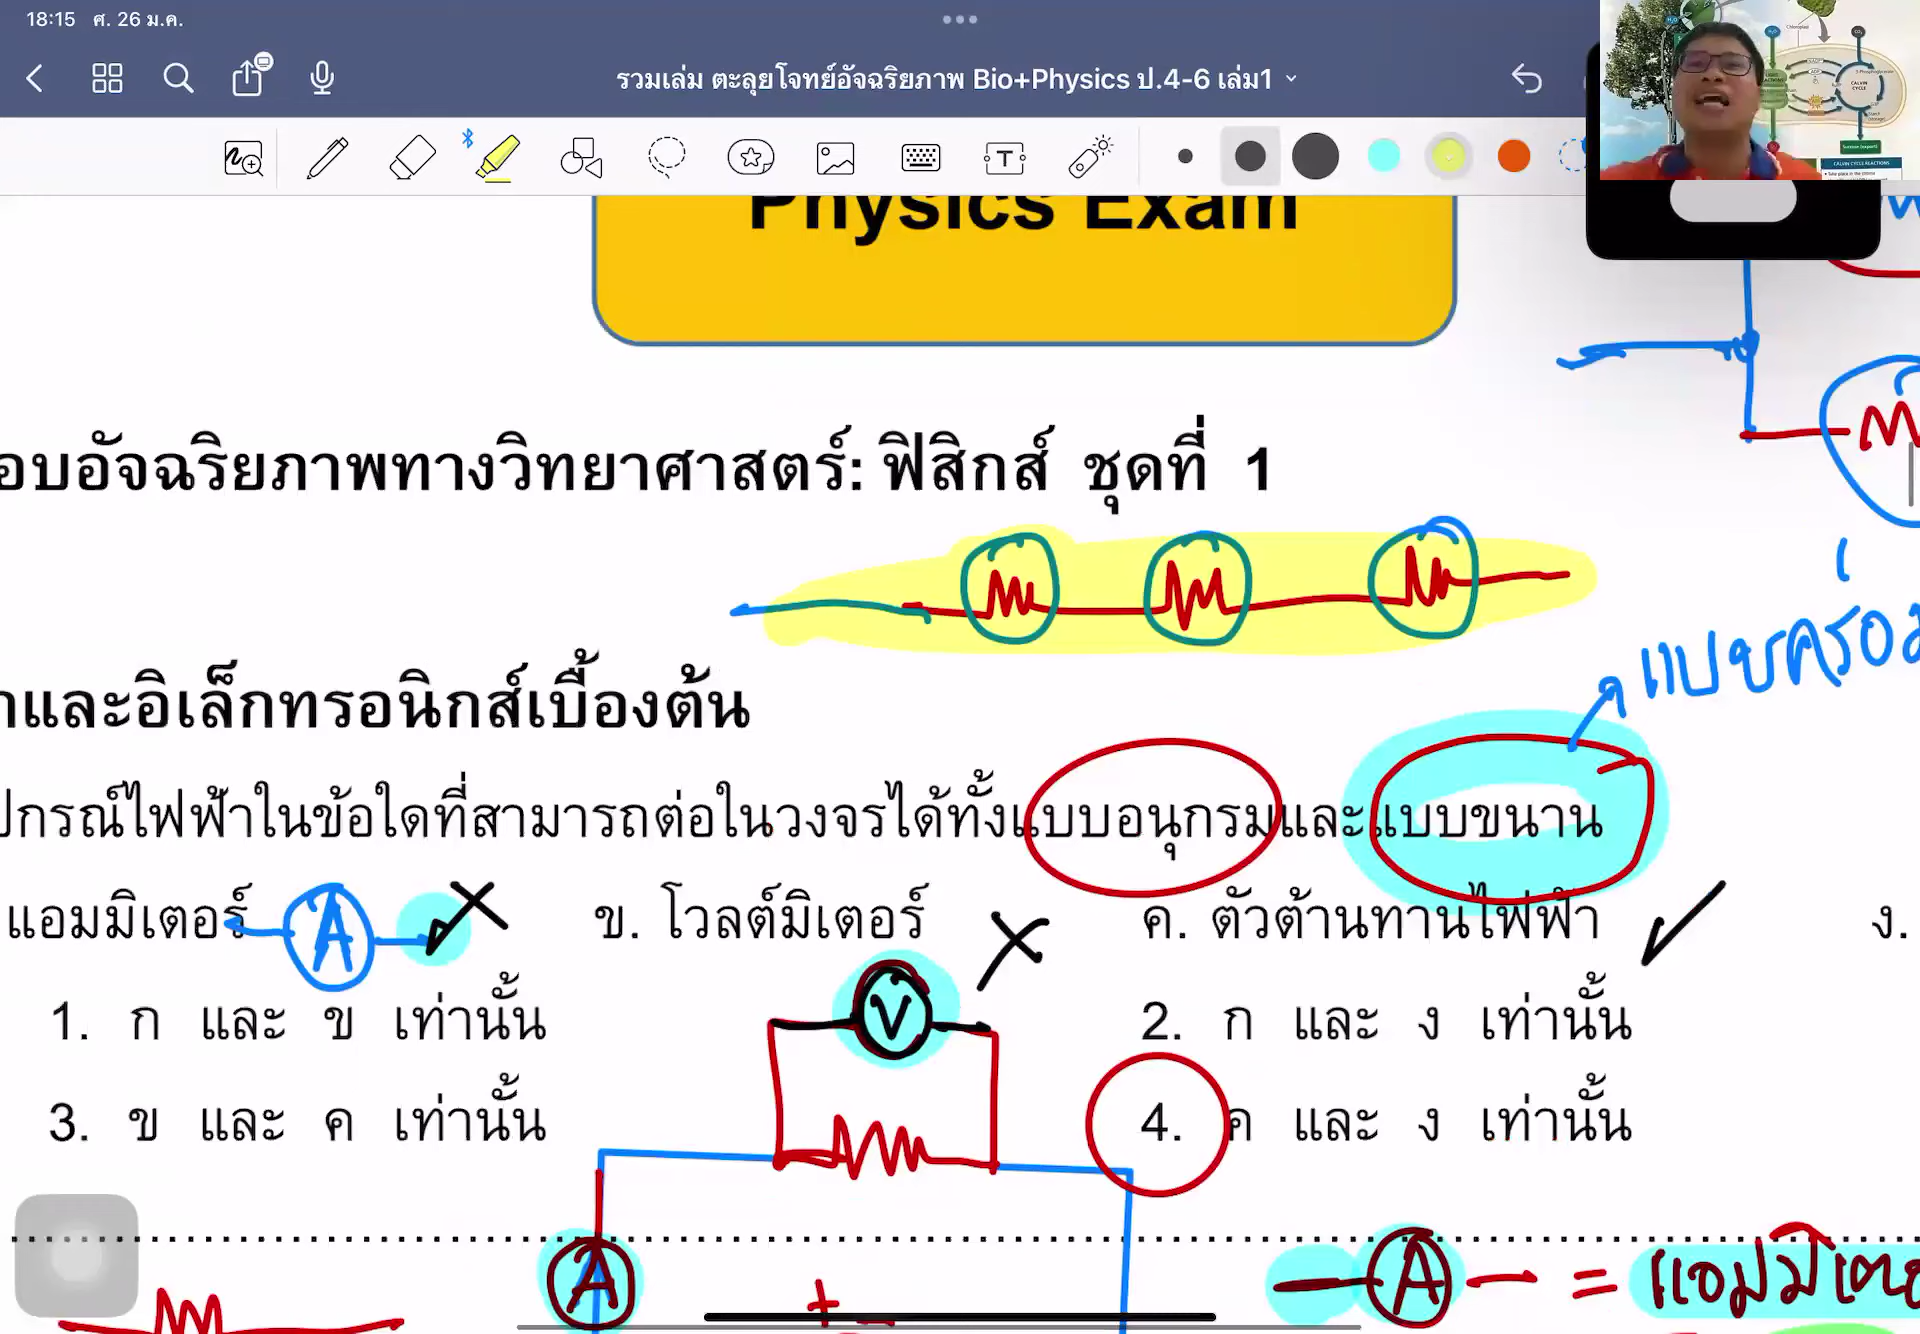 18:15 ศ. 26 ม.ค.
รวมเล่ม ตะลุยโจทย์อัจฉริยภาพ Bio+Physics ป.4-6 เล่ม1
Physics Exam
อบอัจฉริยภาพทางวิทยาศาสตร์: ฟิสิกส์ ชุดที่ 1
และอิเล็กทรอนิกส์เบื้องต้น
ปกรณ์ไฟฟ้าในข้อใดที่สามารถต่อในวงจรได้ทั้งแบบอนุกรมและแบบขนาน
แอมมิเตอร์ A ข. โวลต์มิเตอร์ ค. ตัวต้านทานไฟฟ้า ง.
1. ก และ ข เท่านั้น 2. ก และ ง เท่านั้น
V
3. ข และ ค เท่านั้น 4. ค และ ง เท่านั้น
A + A = แอมมิเตอ